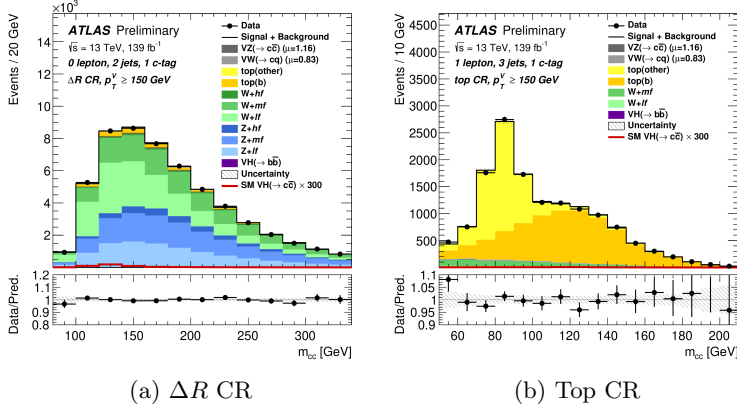 ×10³
Events / 20 GeV
14
12
10
8
6
4
2
ATLAS Preliminary
√s = 13 TeV, 139 fb⁻¹
0 lepton, 2 jets, 1 c-tag
ΔR CR, p_T^V ≥ 150 GeV
Data
Signal + Background
VZ(→ cc̄) (μ=1.16)
VW(→ cq) (μ=0.83)
top(other)
top(b)
W+hf
W+mf
W+lf
Z+hf
Z+mf
Z+lf
VH(→ bb̄)
Uncertainty
SM VH(→ cc̄) × 300
Data/Pred.
1.2
1.1
1
0.9
0.8
100 150 200 250 300
m_cc [GeV]
(a) ΔR CR
Events / 10 GeV
4500
4000
3500
3000
2500
2000
1500
1000
500
ATLAS Preliminary
√s = 13 TeV, 139 fb⁻¹
1 lepton, 3 jets, 1 c-tag
top CR, p_T^V ≥ 150 GeV
Data
Signal + Background
VZ(→ cc̄) (μ=1.16)
VW(→ cq) (μ=0.83)
top(other)
top(b)
W+mf
W+lf
VH(→ bb̄)
Uncertainty
SM VH(→ cc̄) × 300
Data/Pred.
1.1
1.05
1
0.95
0.9
60 80 100 120 140 160 180 200
m_cc [GeV]
(b) Top CR